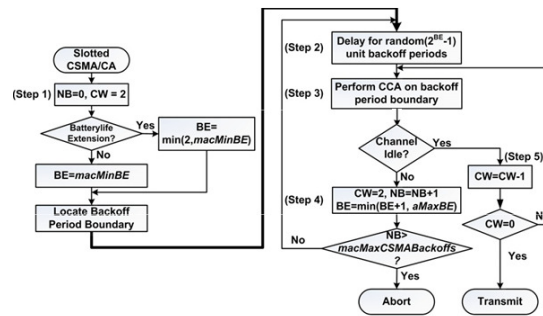 Slotted
CSMA/CA
(Step 1)
NB=0, CW = 2
Batterylife
Extension?
Yes
BE=
min(2,macMinBE)
No
BE=macMinBE
Locate Backoff
Period Boundary
(Step 2)
Delay for random(2^BE-1)
unit backoff periods
(Step 3)
Perform CCA on backoff
period boundary
Channel
Idle?
Yes
(Step 5)
CW=CW-1
No
(Step 4)
CW=2, NB=NB+1
BE=min(BE+1, aMaxBE)
CW=0
N
No
NB>
macMaxCSMABackoffs
?
Yes
Yes
Abort
Transmit